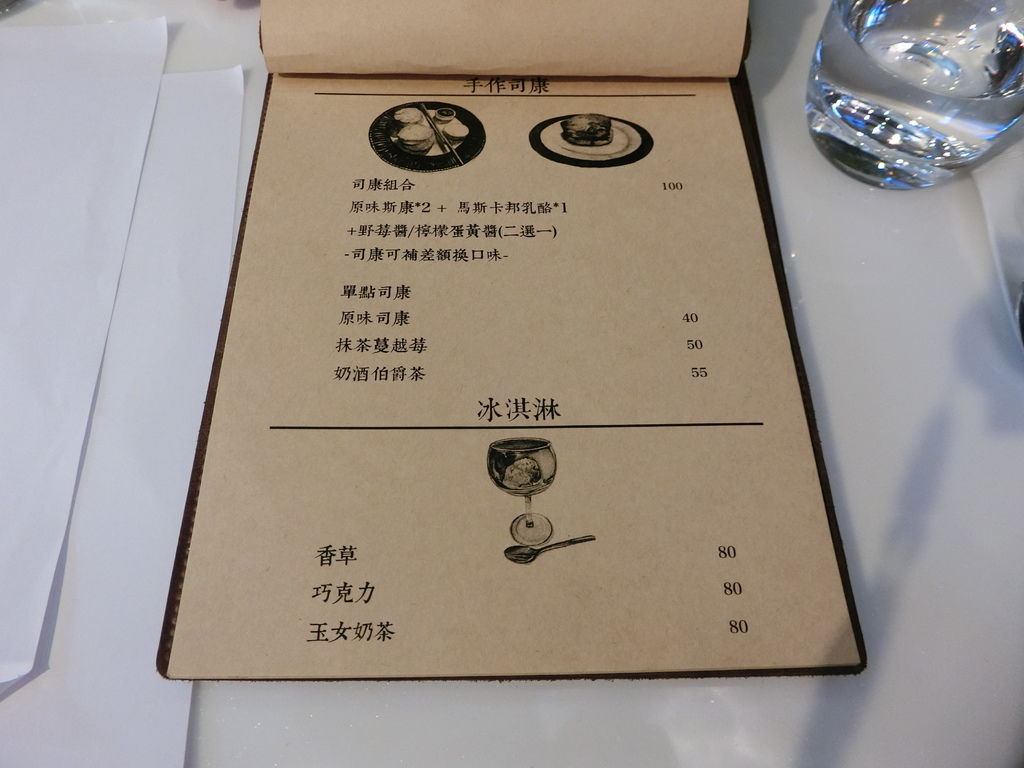 手作司康
司康組合 100
原味斯康*2 + 馬斯卡邦乳酪*1
+野莓醬/檸檬蛋黃醬(二選一)
-司康可補差額換口味-
單點司康
原味司康 40
抹茶蔓越莓 50
奶酒伯爵茶 55
冰淇淋
香草 80
巧克力 80
玉女奶茶 80